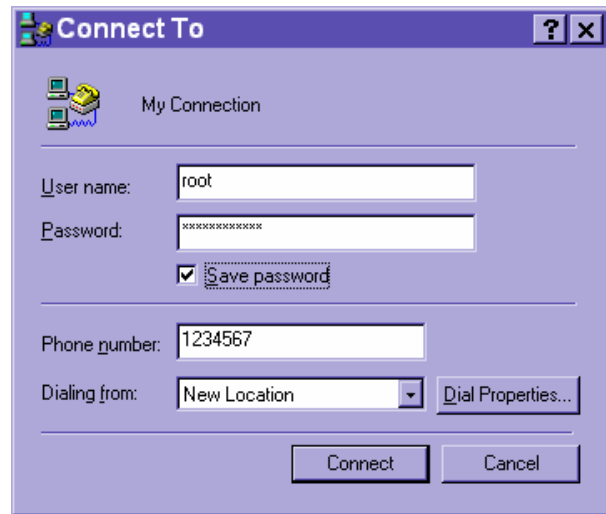 Connect To ? ×
My Connection
User name: root
Password: ************
Save password
Phone number: 1234567
Dialing from: New Location Dial Properties...
Connect Cancel